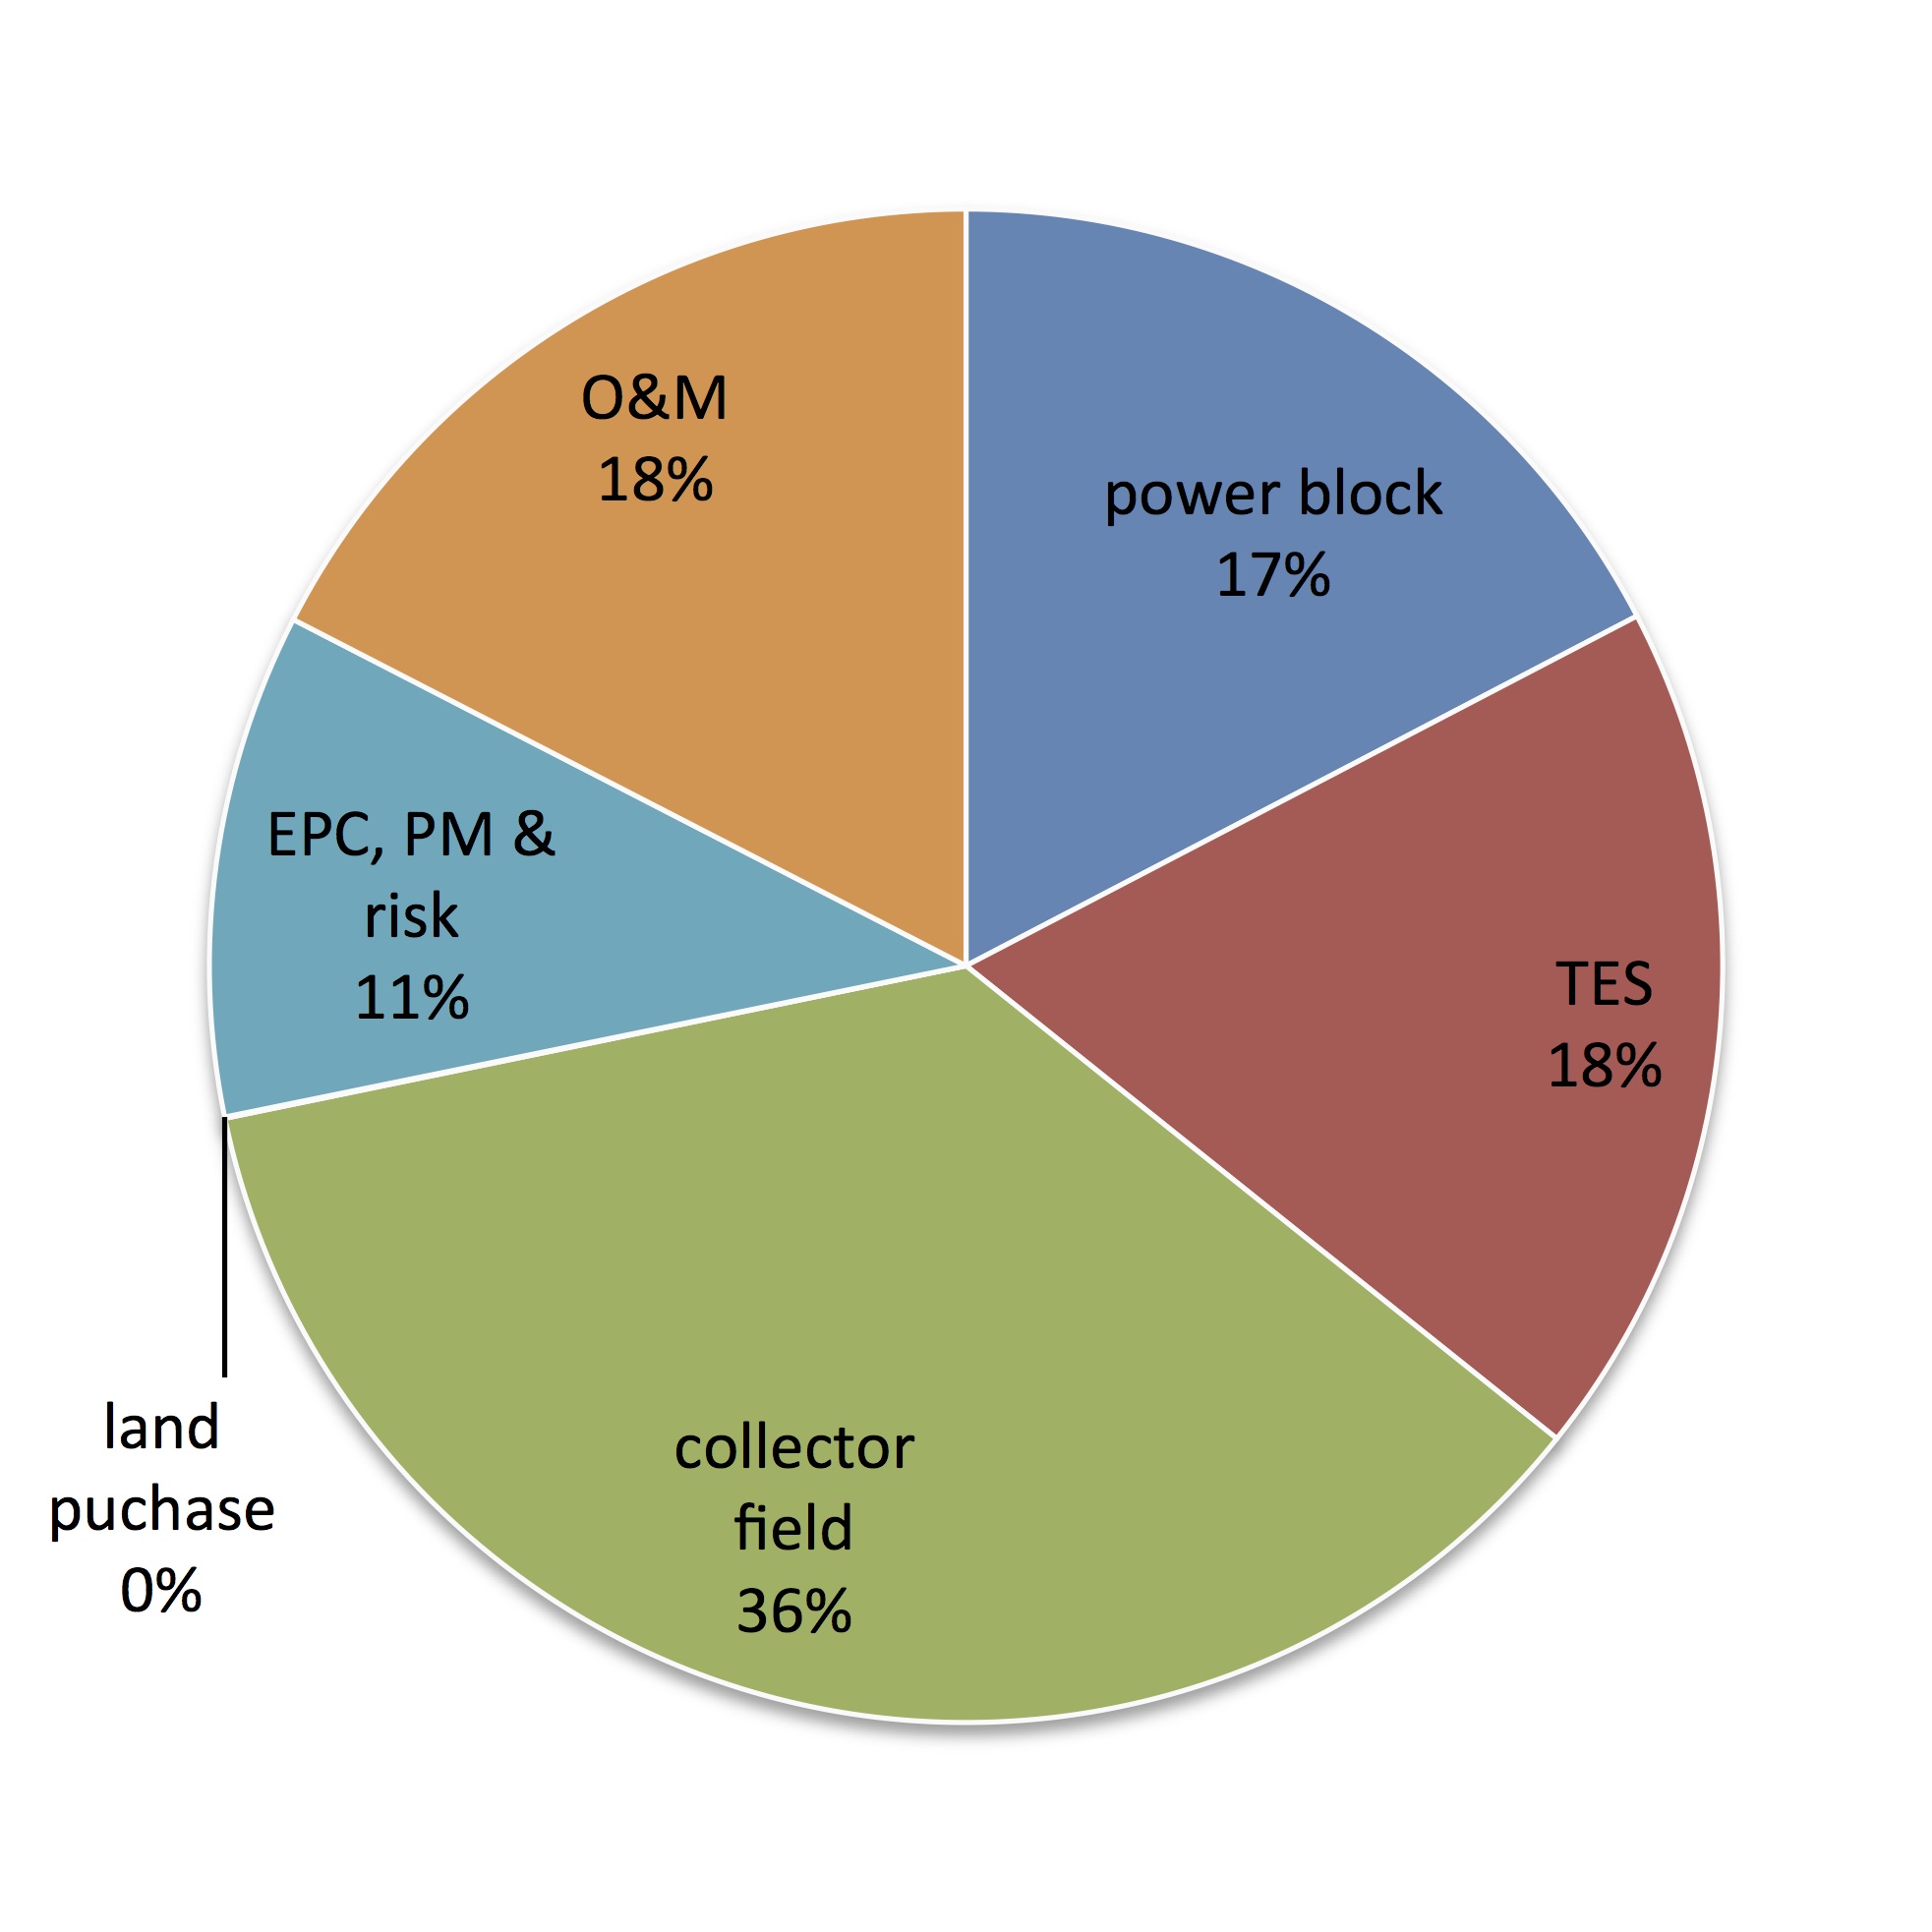 O&M
18%
power block
17%
EPC, PM &
risk
11%
TES
18%
land
puchase
0%
collector
field
36%